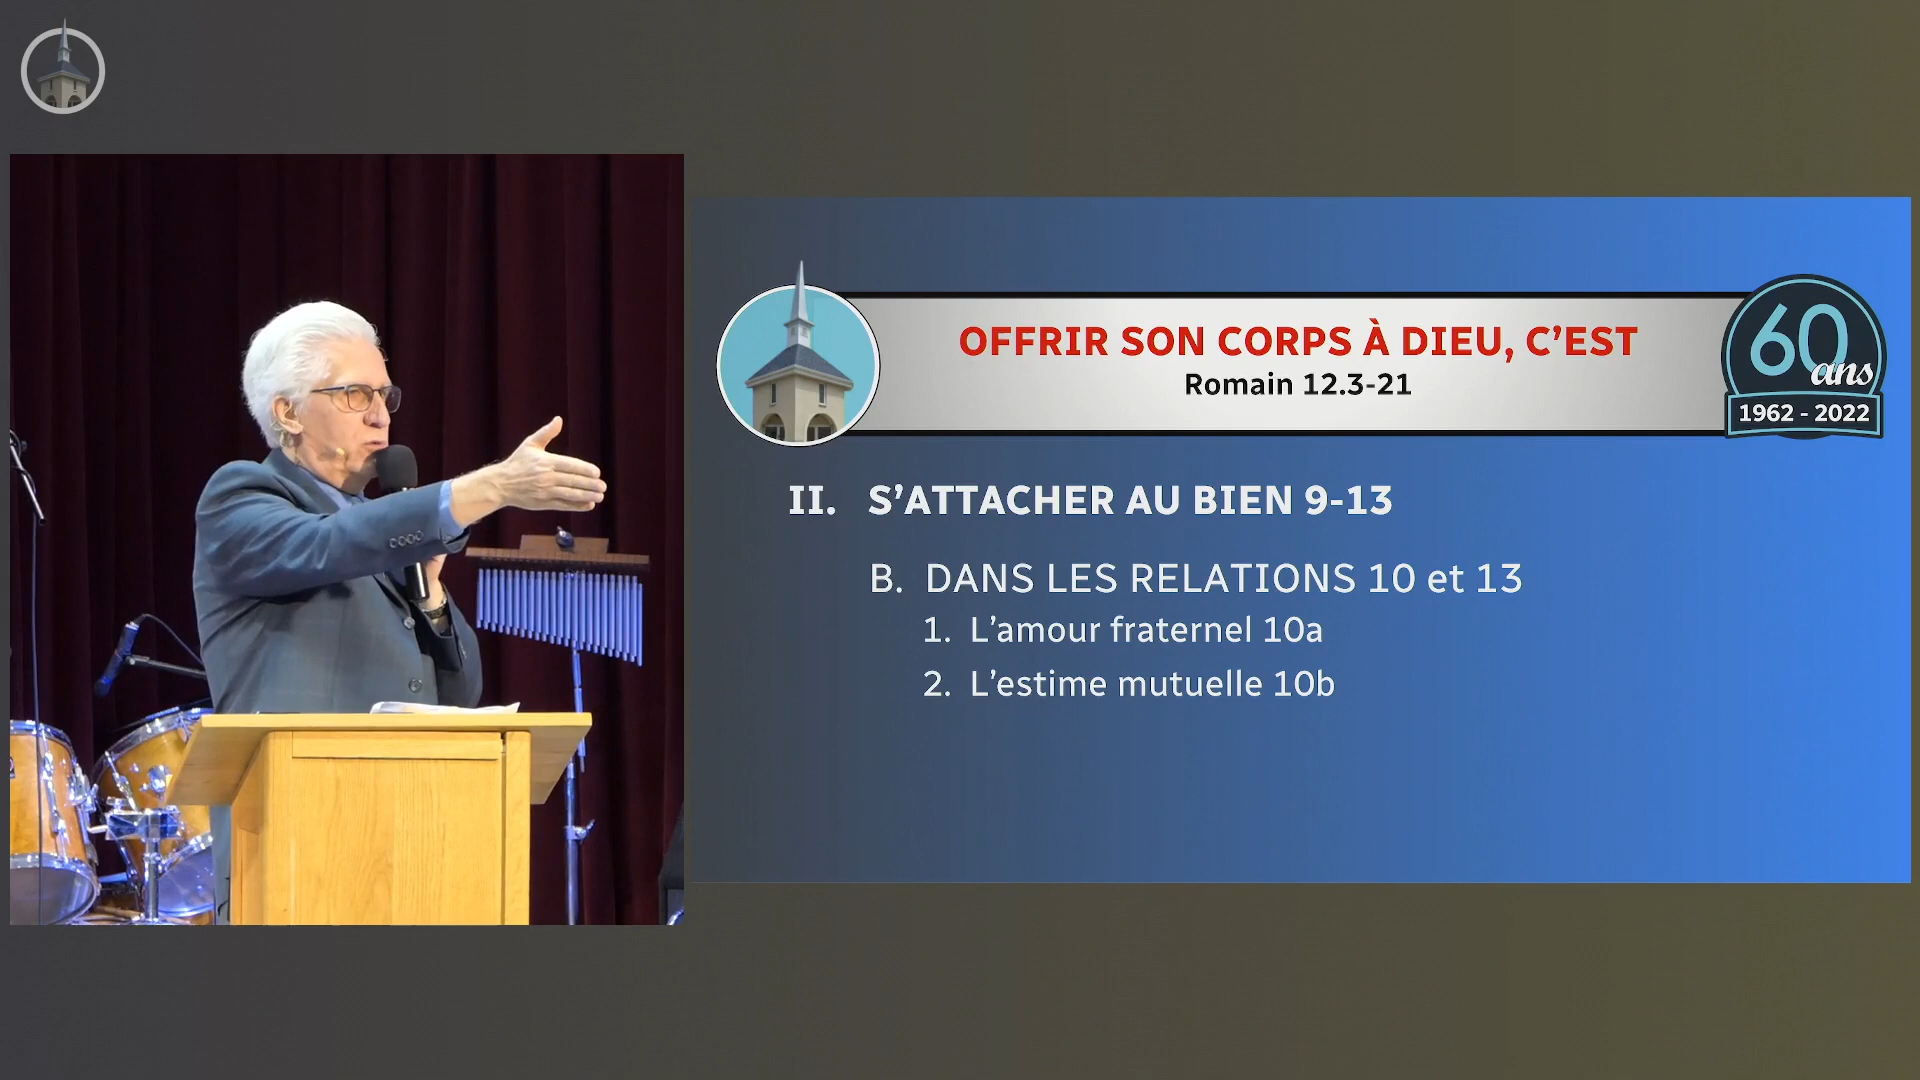 OFFRIR SON CORPS À DIEU, C’EST
Romain 12.3-21
60
ans
1962 - 2022
II. S’ATTACHER AU BIEN 9-13
B. DANS LES RELATIONS 10 et 13
1. L’amour fraternel 10a
2. L’estime mutuelle 10b